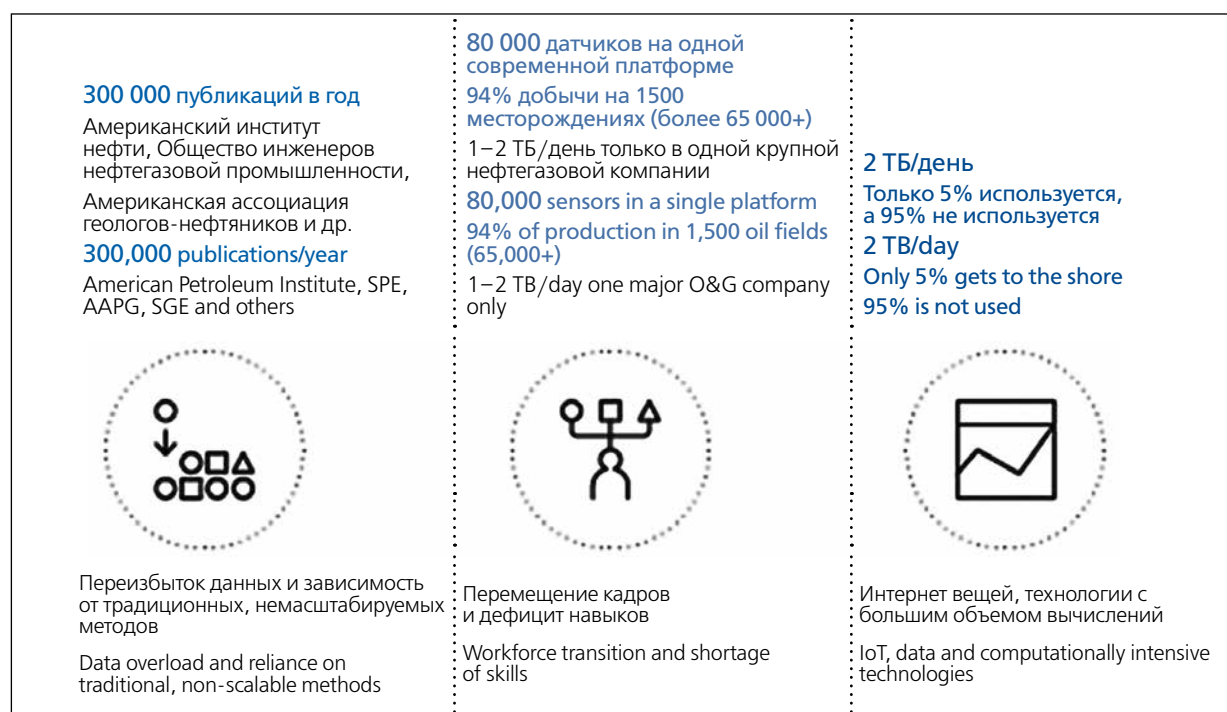 300 000 публикаций в год
Американский институт
нефти, Общество инженеров
нефтегазовой промышленности,
Американская ассоциация
геологов-нефтяников и др.
300,000 publications/year
American Petroleum Institute, SPE,
AAPG, SGE and others
Переизбыток данных и зависимость
от традиционных, немасштабируемых
методов
Data overload and reliance on
traditional, non-scalable methods
80 000 датчиков на одной
современной платформе
94% добычи на 1500
месторождениях (более 65 000+)
1–2 ТБ/день только в одной крупной
нефтегазовой компании
80,000 sensors in a single platform
94% of production in 1,500 oil fields
(65,000+)
1–2 TB/day one major O&G company
only
Перемещение кадров
и дефицит навыков
Workforce transition and shortage
of skills
2 ТБ/день
Только 5% используется,
а 95% не используется
2 TB/day
Only 5% gets to the shore
95% is not used
Интернет вещей, технологии с
большим объемом вычислений
IoT, data and computationally intensive
technologies